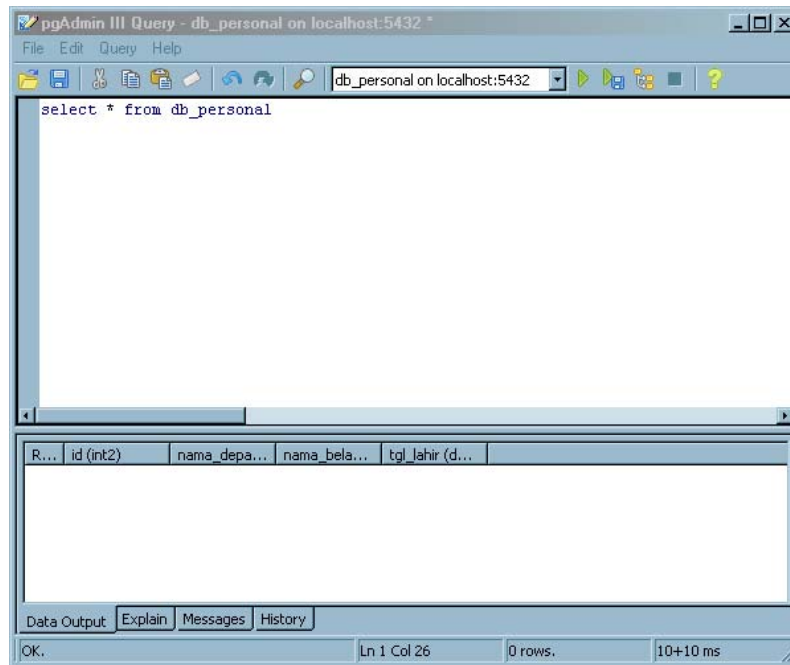 pgAdmin III Query - db_personal on localhost:5432 *
File Edit Query Help
db_personal on localhost:5432
select * from db_personal
R... id (int2) nama_depa... nama_bela... tgl_lahir (d...
Data Output Explain Messages History
OK. Ln 1 Col 26 0 rows. 10+10 ms